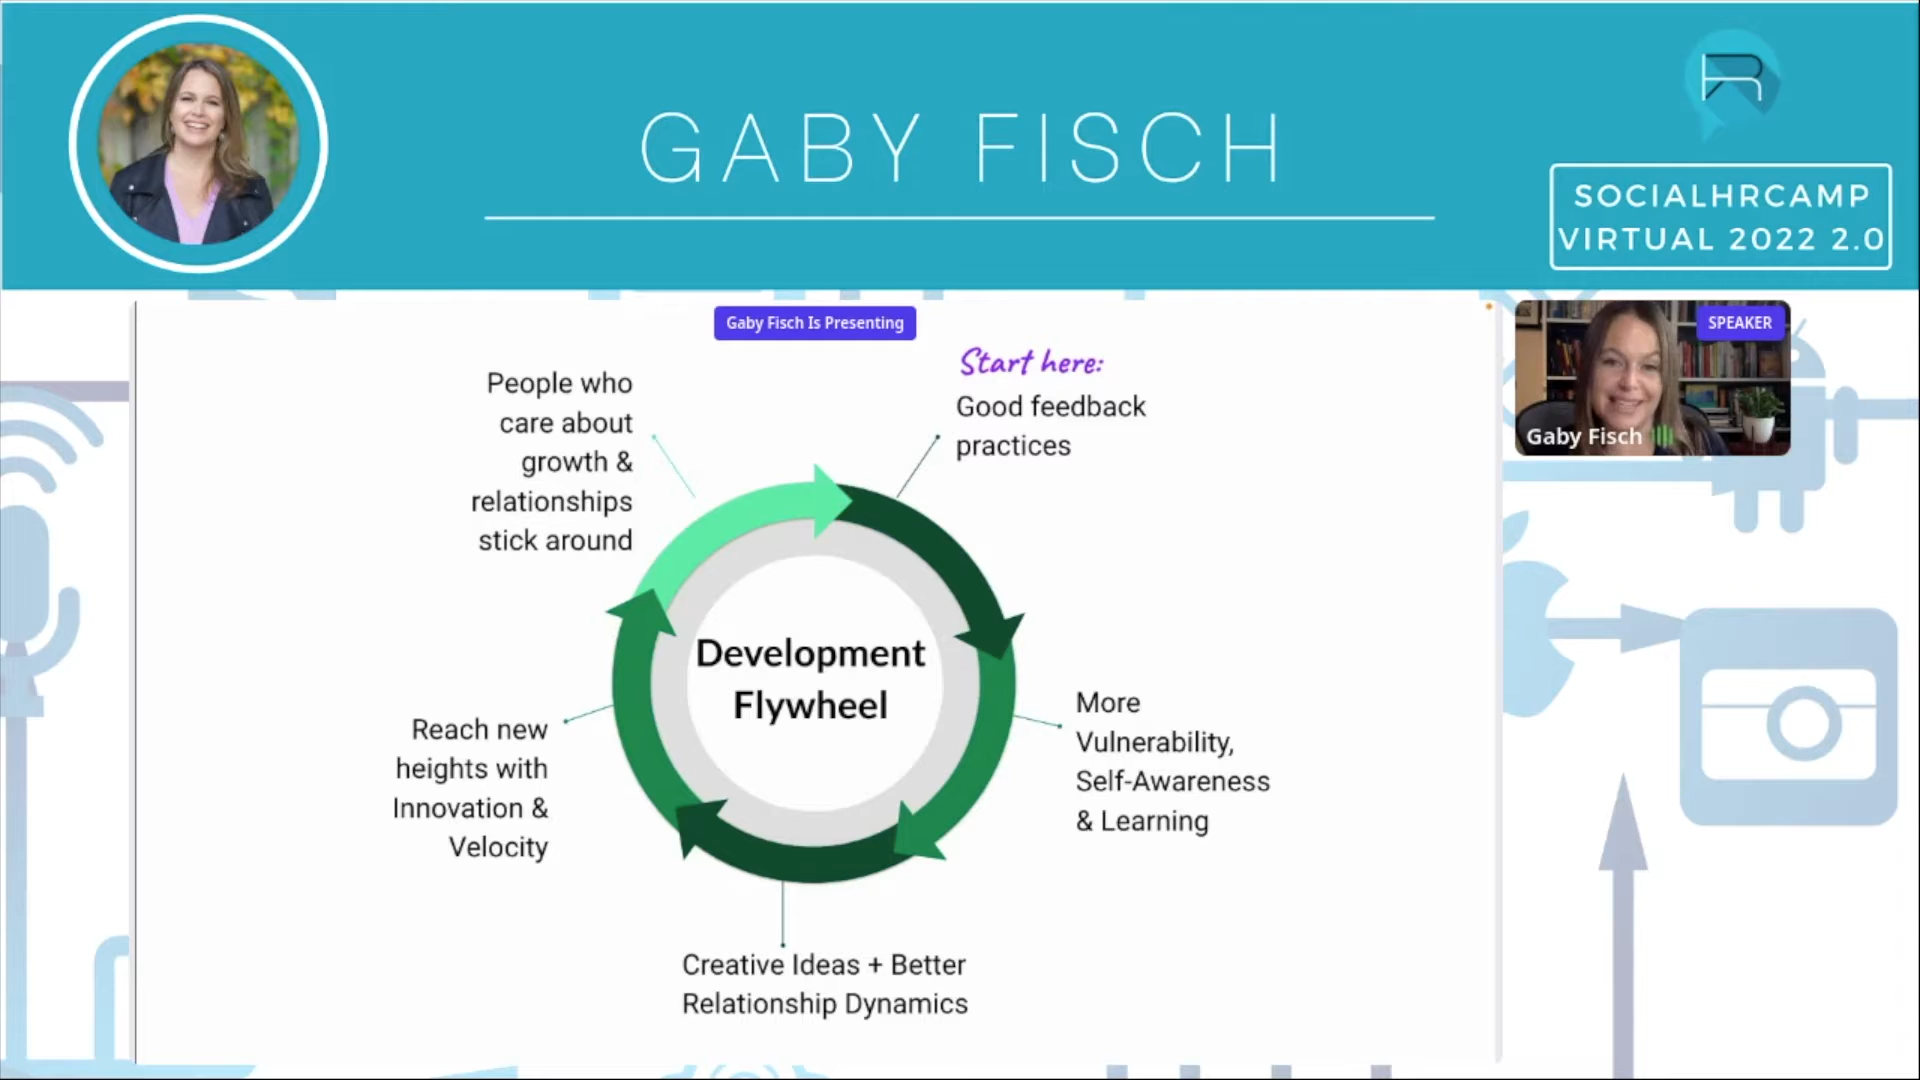 GABY FISCH
SOCIALHRCAMP
VIRTUAL 2022 2.0
Gaby Fisch Is Presenting
SPEAKER
Gaby Fisch
Start here:
Good feedback
practices
More
Vulnerability,
Self-Awareness
& Learning
Creative Ideas + Better
Relationship Dynamics
Reach new
heights with
Innovation &
Velocity
People who
care about
growth &
relationships
stick around
Development
Flywheel